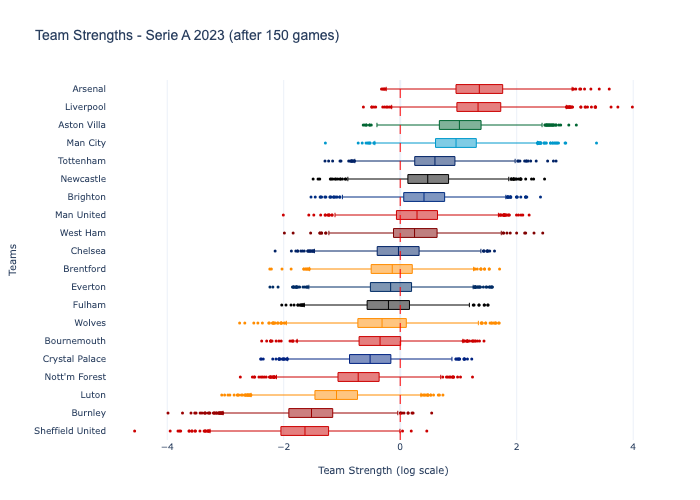 Team Strengths - Serie A 2023 (after 150 games)
Arsenal
Liverpool
Aston Villa
Man City
Tottenham
Newcastle
Brighton
Man United
West Ham
Chelsea
Brentford
Everton
Fulham
Wolves
Bournemouth
Crystal Palace
Nott'm Forest
Luton
Burnley
Sheffield United
Teams
−4 −2 0 2 4
Team Strength (log scale)